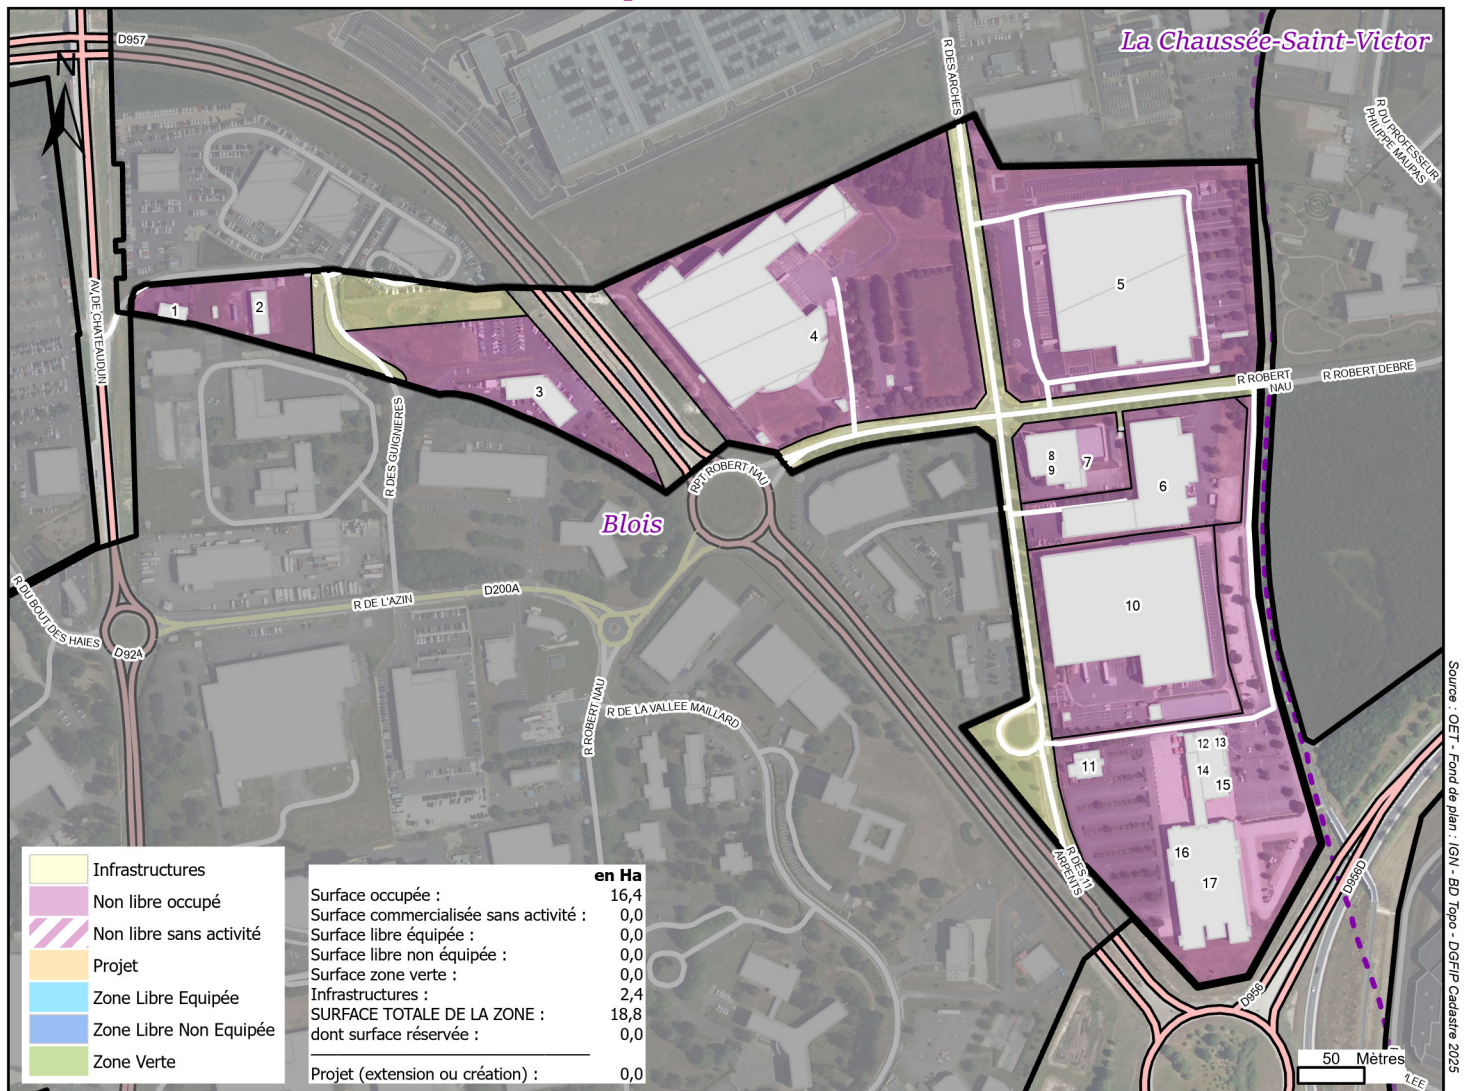 La Chaussée-Saint-Victor
D957
N
R DES ARCHES
R DU PROFESSEUR
PHILIPPE MAUPAS
AV DE CHATEAUDUN
1
2
3
4
5
R ROBERT
NAU
R ROBERT DEBRE
R DES GUIGNIERES
RPT ROBERT NAU
8
9
7
6
Blois
R DU BOUT DES HAIES
D924
R DE L'AZIN
D200A
R ROBERT NAU
R DE LA VALLEE MAILLARD
10
11
12
13
14
15
16
17
R DES 11
ARPENTS
D956D
D956
Infrastructures
Non libre occupé
Non libre sans activité
Projet
Zone Libre Equipée
Zone Libre Non Equipée
Zone Verte
en Ha
Surface occupée : 16,4
Surface commercialisée sans activité : 0,0
Surface libre équipée : 0,0
Surface libre non équipée : 0,0
Surface zone verte : 0,0
Infrastructures : 2,4
SURFACE TOTALE DE LA ZONE : 18,8
dont surface réservée : 0,0
Projet (extension ou création) : 0,0
50 Mètres
Source : OET - Fond de plan : IGN - BD Topo - DGFIP Cadastre 2025